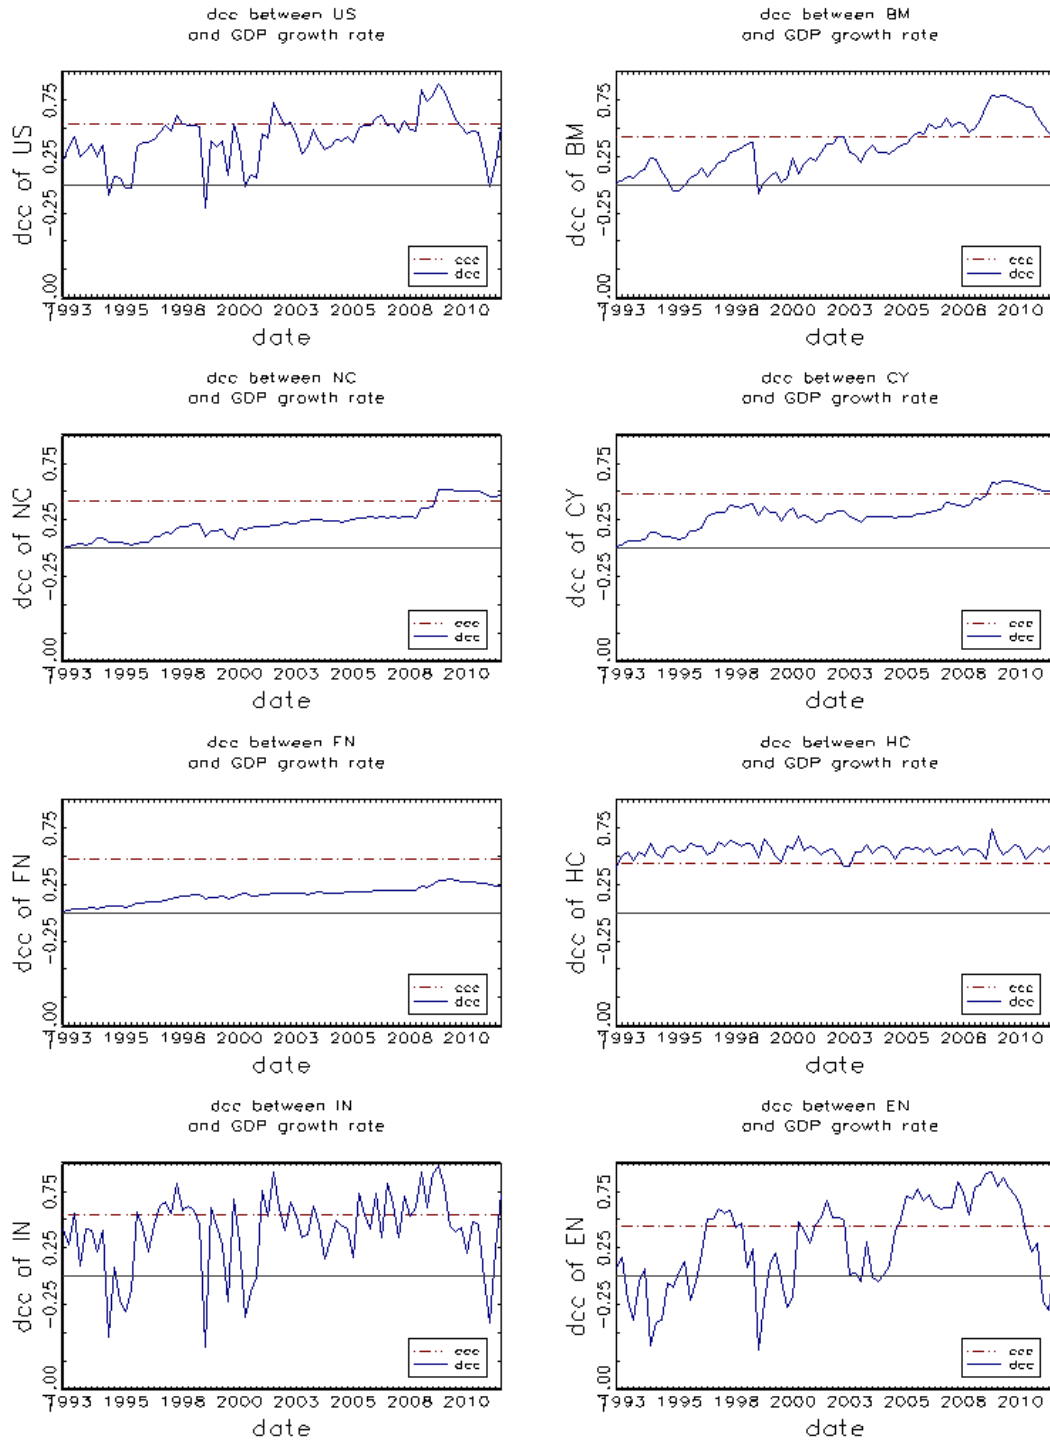 dcc between US
and GDP growth rate
dcc of US
0.75
0.25
-0.25
-1.00
ccc
dcc
1993 1995 1998 2000 2003 2005 2008 2010
date
dcc between BM
and GDP growth rate
dcc of BM
0.75
0.25
-0.25
-1.00
ccc
dcc
1993 1995 1998 2000 2003 2005 2008 2010
date
dcc between NC
and GDP growth rate
dcc of NC
0.75
0.25
-0.25
-1.00
ccc
dcc
1993 1995 1998 2000 2003 2005 2008 2010
date
dcc between CY
and GDP growth rate
dcc of CY
0.75
0.25
-0.25
-1.00
ccc
dcc
1993 1995 1998 2000 2003 2005 2008 2010
date
dcc between FN
and GDP growth rate
dcc of FN
0.75
0.25
-0.25
-1.00
ccc
dcc
1993 1995 1998 2000 2003 2005 2008 2010
date
dcc between HC
and GDP growth rate
dcc of HC
0.75
0.25
-0.25
-1.00
ccc
dcc
1993 1995 1998 2000 2003 2005 2008 2010
date
dcc between IN
and GDP growth rate
dcc of IN
0.75
0.25
-0.25
-1.00
ccc
dcc
1993 1995 1998 2000 2003 2005 2008 2010
date
dcc between EN
and GDP growth rate
dcc of EN
0.75
0.25
-0.25
-1.00
ccc
dcc
1993 1995 1998 2000 2003 2005 2008 2010
date